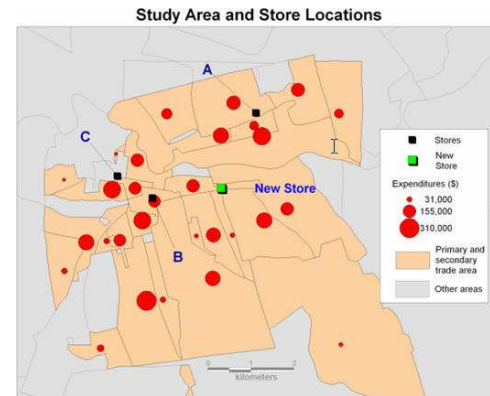 Study Area and Store Locations
A
C
New Store
B
Stores
New
Store
Expenditures ($)
31,000
155,000
310,000
Primary and
secondary
trade area
Other areas
0 1 2
kilometers